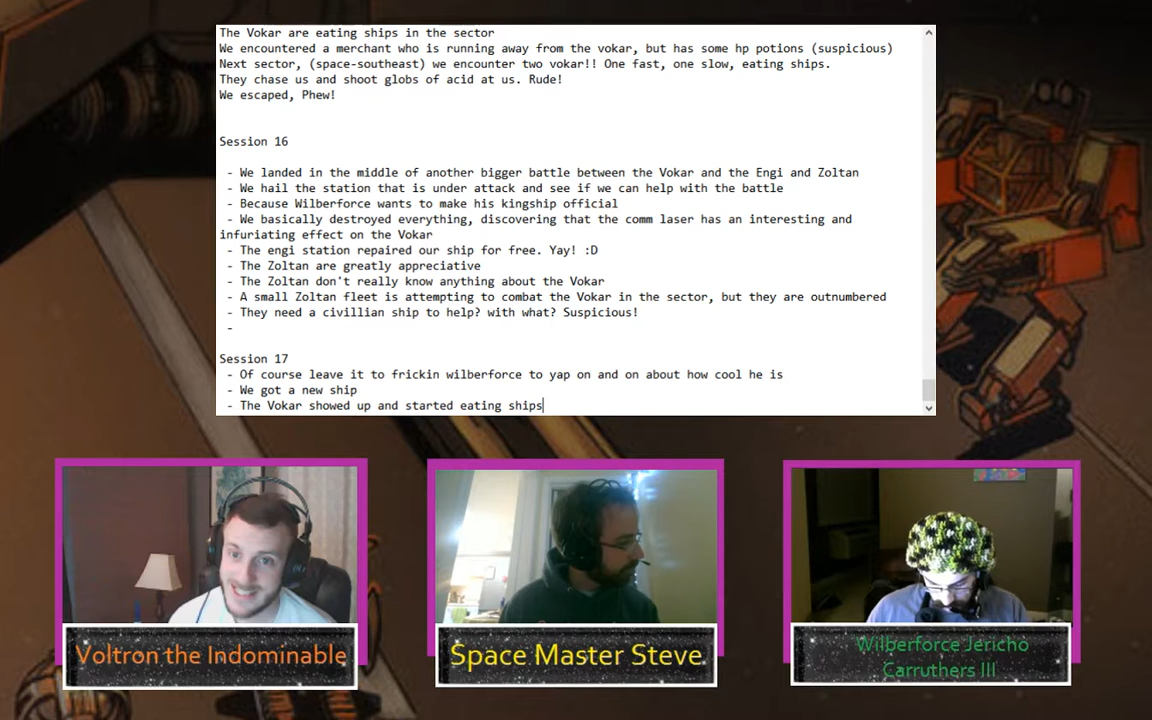 The Vokar are eating ships in the sector
We encountered a merchant who is running away from the vokar, but has some hp potions (suspicious)
Next sector, (space-southeast) we encounter two vokar!! One fast, one slow, eating ships.
They chase us and shoot globs of acid at us. Rude!
We escaped, Phew!
Session 16
- We landed in the middle of another bigger battle between the Vokar and the Engi and Zoltan
- We hail the station that is under attack and see if we can help with the battle
- Because Wilberforce wants to make his kingship official
- We basically destroyed everything, discovering that the comm laser has an interesting and
infuriating effect on the Vokar
- The engi station repaired our ship for free. Yay! :D
- The Zoltan are greatly appreciative
- The Zoltan don't really know anything about the Vokar
- A small Zoltan fleet is attempting to combat the Vokar in the sector, but they are outnumbered
- They need a civillian ship to help? with what? Suspicious!
-
Session 17
- Of course leave it to frickin wilberforce to yap on and on about how cool he is
- We got a new ship
- The Vokar showed up and started eating ships
Voltron the Indominable
Space Master Steve
Wilberforce Jericho
Carruthers III